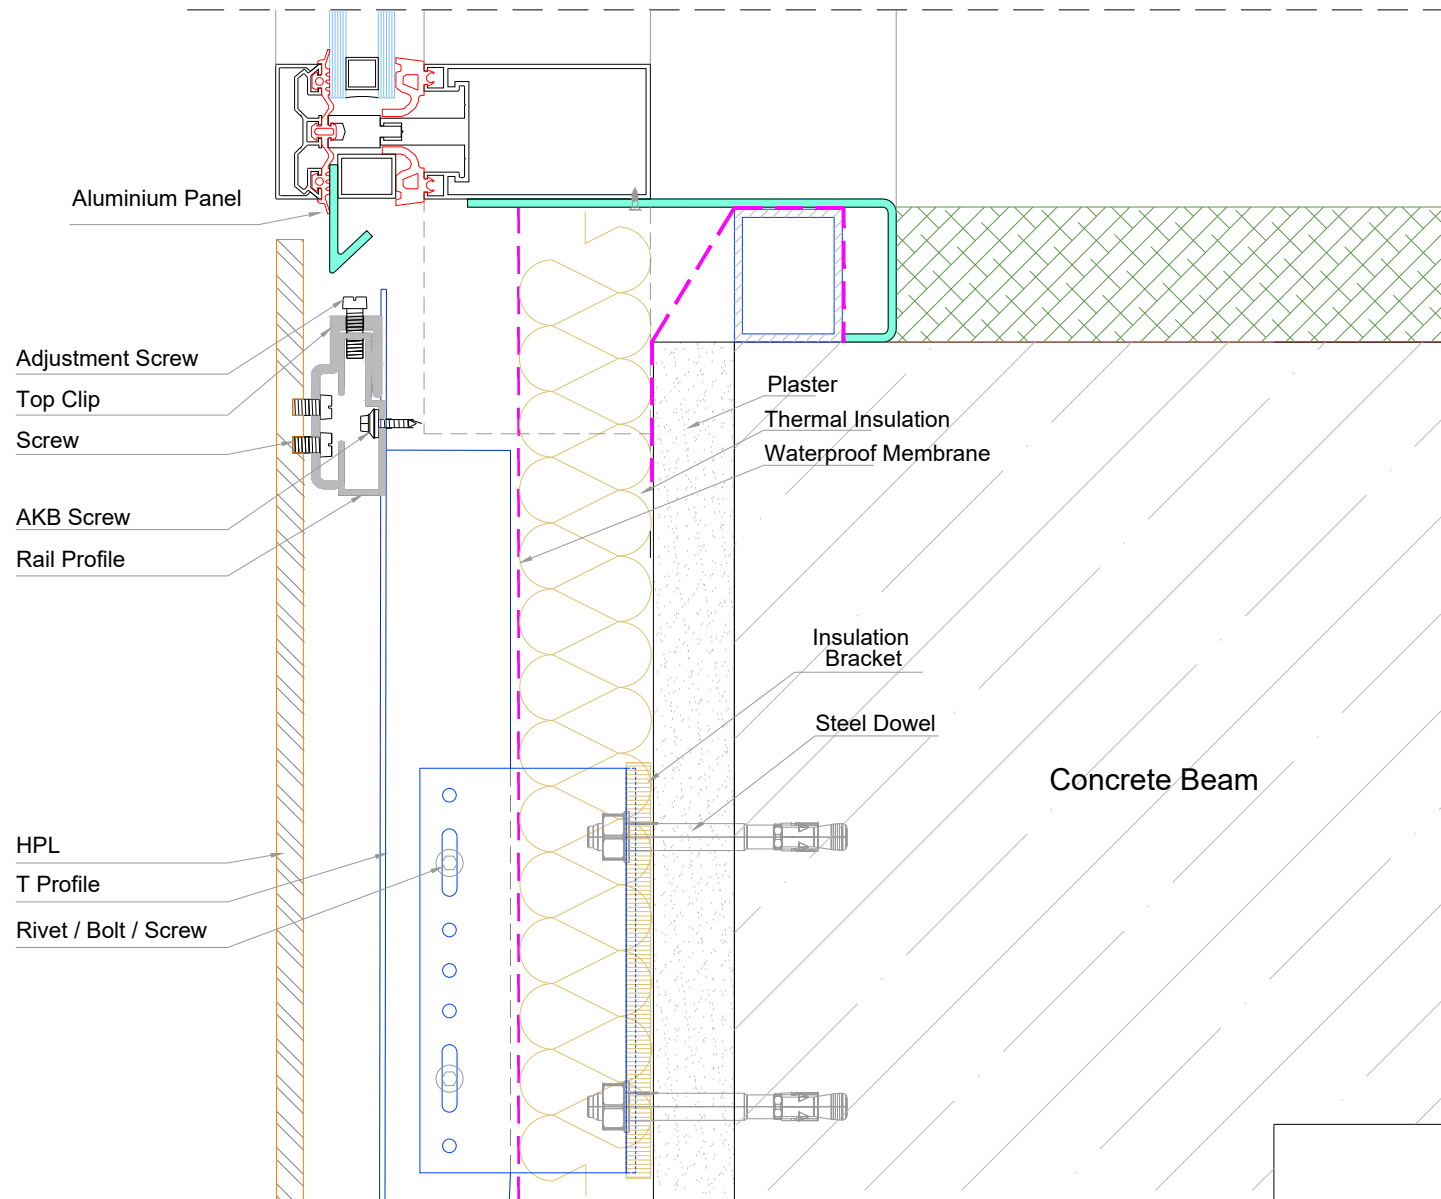 Aluminium Panel
Adjustment Screw
Top Clip
Screw
AKB Screw
Rail Profile
HPL
T Profile
Rivet / Bolt / Screw
Plaster
Thermal Insulation
Waterproof Membrane
Insulation
Bracket
Steel Dowel
Concrete Beam